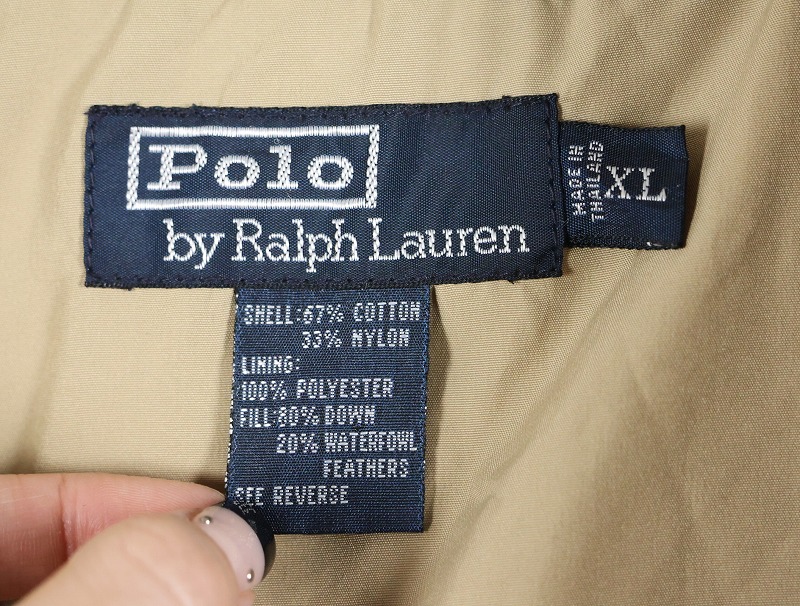 Polo
by Ralph Lauren
MADE IN
THAILAND
XL
SHELL:67% COTTON
33% NYLON
LINING:
100% POLYESTER
FILL:80% DOWN
20% WATERFOWL
FEATHERS
SEE REVERSE